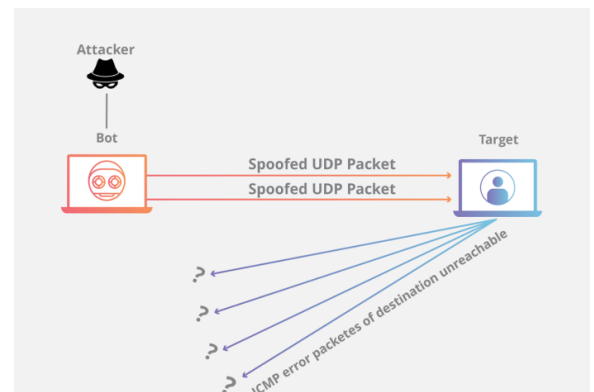 Attacker
Bot
Target
Spoofed UDP Packet
Spoofed UDP Packet
?
?
?
?
ICMP error packetes of destination unreachable